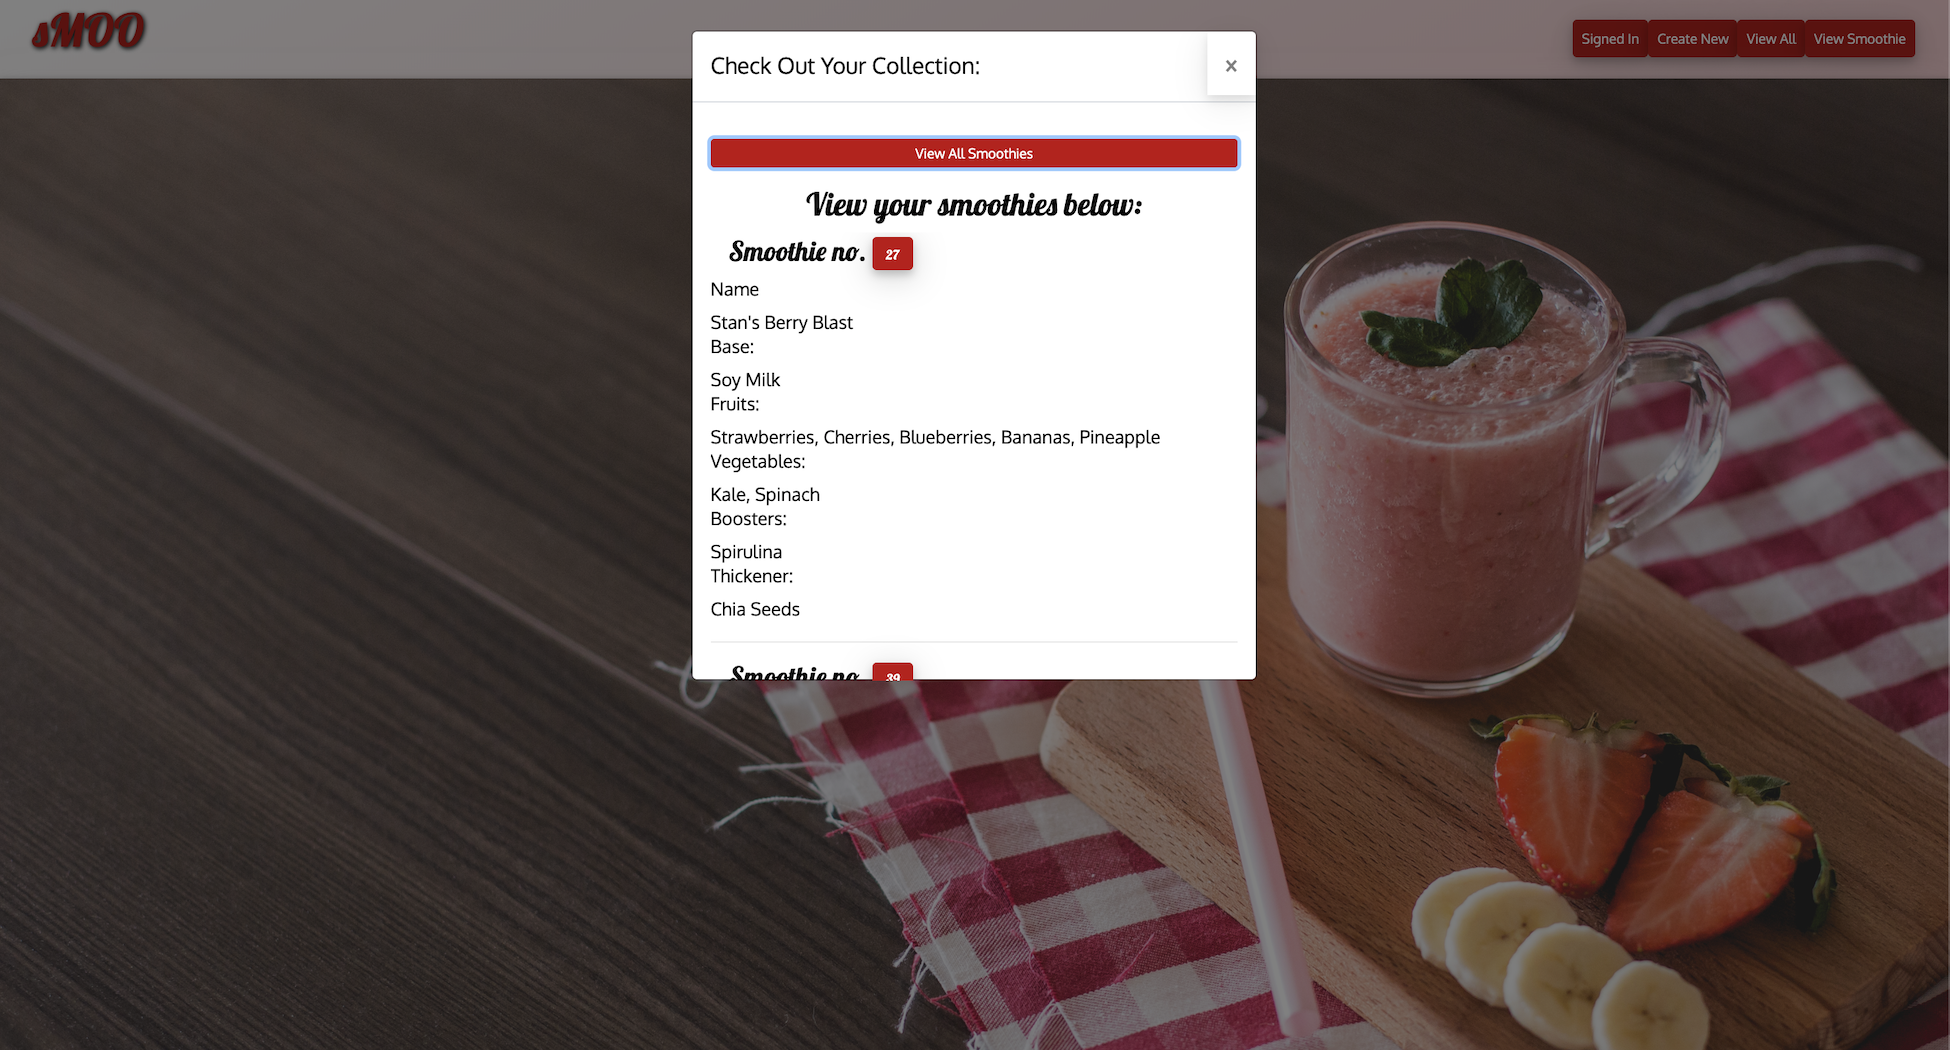 sMOO
Signed In Create New View All View Smoothie
Check Out Your Collection:
×
View All Smoothies
View your smoothies below:
Smoothie no. 27
Name
Stan's Berry Blast
Base:
Soy Milk
Fruits:
Strawberries, Cherries, Blueberries, Bananas, Pineapple
Vegetables:
Kale, Spinach
Boosters:
Spirulina
Thickener:
Chia Seeds
Smoothie no. 39